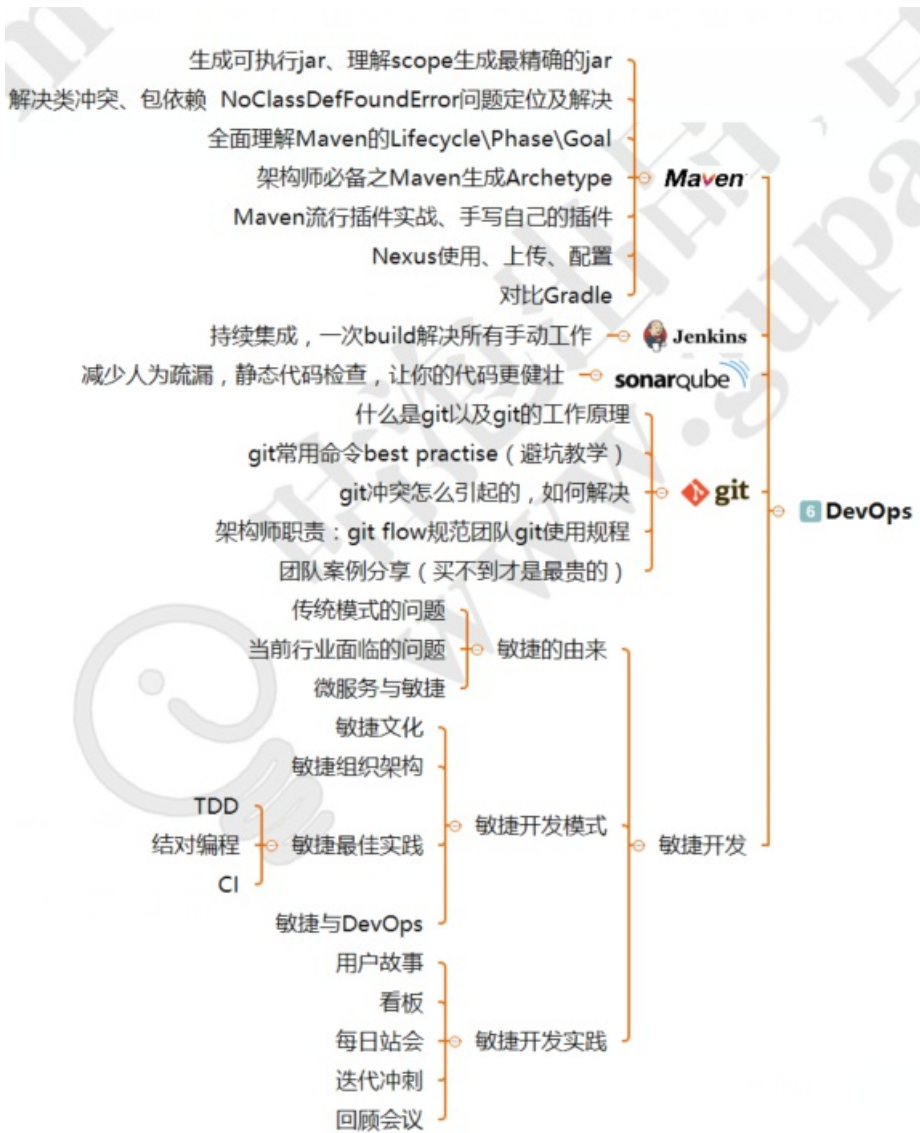 生成可执行jar、理解scope生成最精确的jar
解决类冲突、包依赖 NoClassDefFoundError问题定位及解决
全面理解Maven的Lifecycle\Phase\Goal
架构师必备之Maven生成Archetype
Maven
Maven流行插件实战、手写自己的插件
Nexus使用、上传、配置
对比Gradle
持续集成，一次build解决所有手动工作
Jenkins
减少人为疏漏，静态代码检查，让你的代码更健壮
sonarqube
什么是git以及git的工作原理
git常用命令best practise（避坑教学）
git冲突怎么引起的，如何解决
git
架构师职责：git flow规范团队git使用规程
团队案例分享（买不到才是最贵的）
6 DevOps
传统模式的问题
当前行业面临的问题
敏捷的由来
微服务与敏捷
敏捷文化
敏捷组织架构
TDD
结对编程
CI
敏捷最佳实践
敏捷开发模式
敏捷开发
敏捷与DevOps
用户故事
看板
每日站会
敏捷开发实践
迭代冲刺
回顾会议